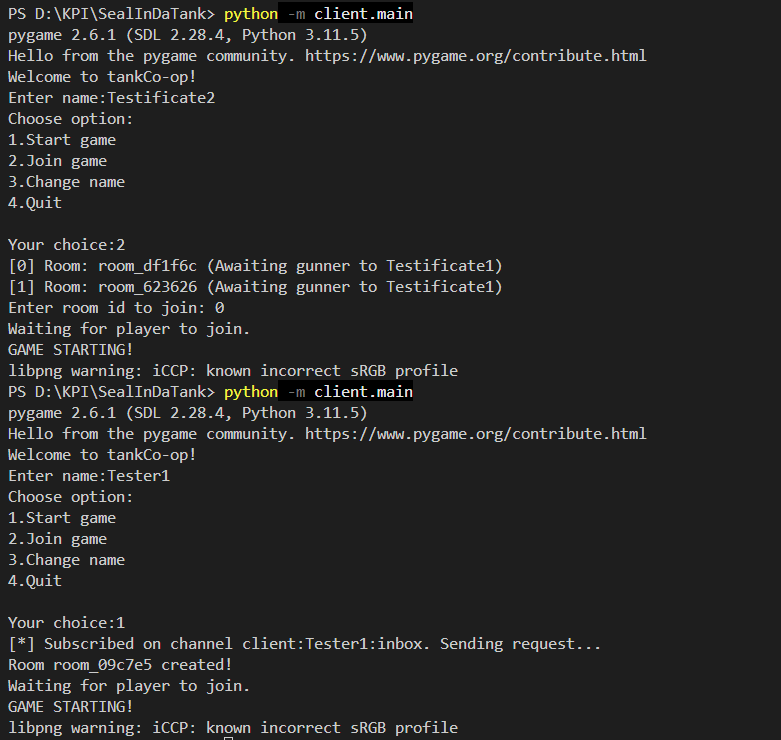 PS D:\KPI\SealInDaTank> python -m client.main
pygame 2.6.1 (SDL 2.28.4, Python 3.11.5)
Hello from the pygame community. https://www.pygame.org/contribute.html
Welcome to tankCo-op!
Enter name:Testificate2
Choose option:
1.Start game
2.Join game
3.Change name
4.Quit
Your choice:2
[0] Room: room_df1f6c (Awaiting gunner to Testificate1)
[1] Room: room_623626 (Awaiting gunner to Testificate1)
Enter room id to join: 0
Waiting for player to join.
GAME STARTING!
libpng warning: iCCP: known incorrect sRGB profile
PS D:\KPI\SealInDaTank> python -m client.main
pygame 2.6.1 (SDL 2.28.4, Python 3.11.5)
Hello from the pygame community. https://www.pygame.org/contribute.html
Welcome to tankCo-op!
Enter name:Tester1
Choose option:
1.Start game
2.Join game
3.Change name
4.Quit
Your choice:1
[*] Subscribed on channel client:Tester1:inbox. Sending request...
Room room_09c7e5 created!
Waiting for player to join.
GAME STARTING!
libpng warning: iCCP: known incorrect sRGB profile